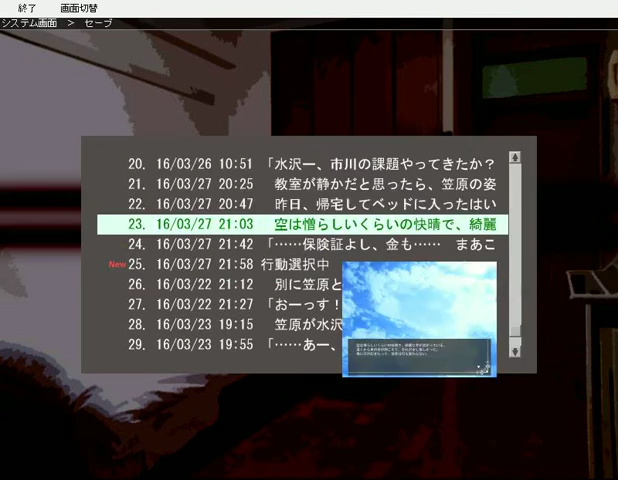 終了 画面切替
システム画面 > セーブ
20. 16/03/26 10:51 「水沢一、市川の課題やってきたか？
21. 16/03/27 20:25 教室が静かだと思ったら、笠原の姿
22. 16/03/27 20:47 昨日、帰宅してベッドに入ったはい
23. 16/03/27 21:03 空は憎らしいくらいの快晴で、綺麗
24. 16/03/27 21:42 「……保険証よし、金も…… まあこ
New 25. 16/03/27 21:58 行動選択中
26. 16/03/22 21:12 別に笠原と
27. 16/03/22 21:27 「おーっす！
28. 16/03/23 19:15 笠原が水沢
29. 16/03/23 19:55 「……あー、